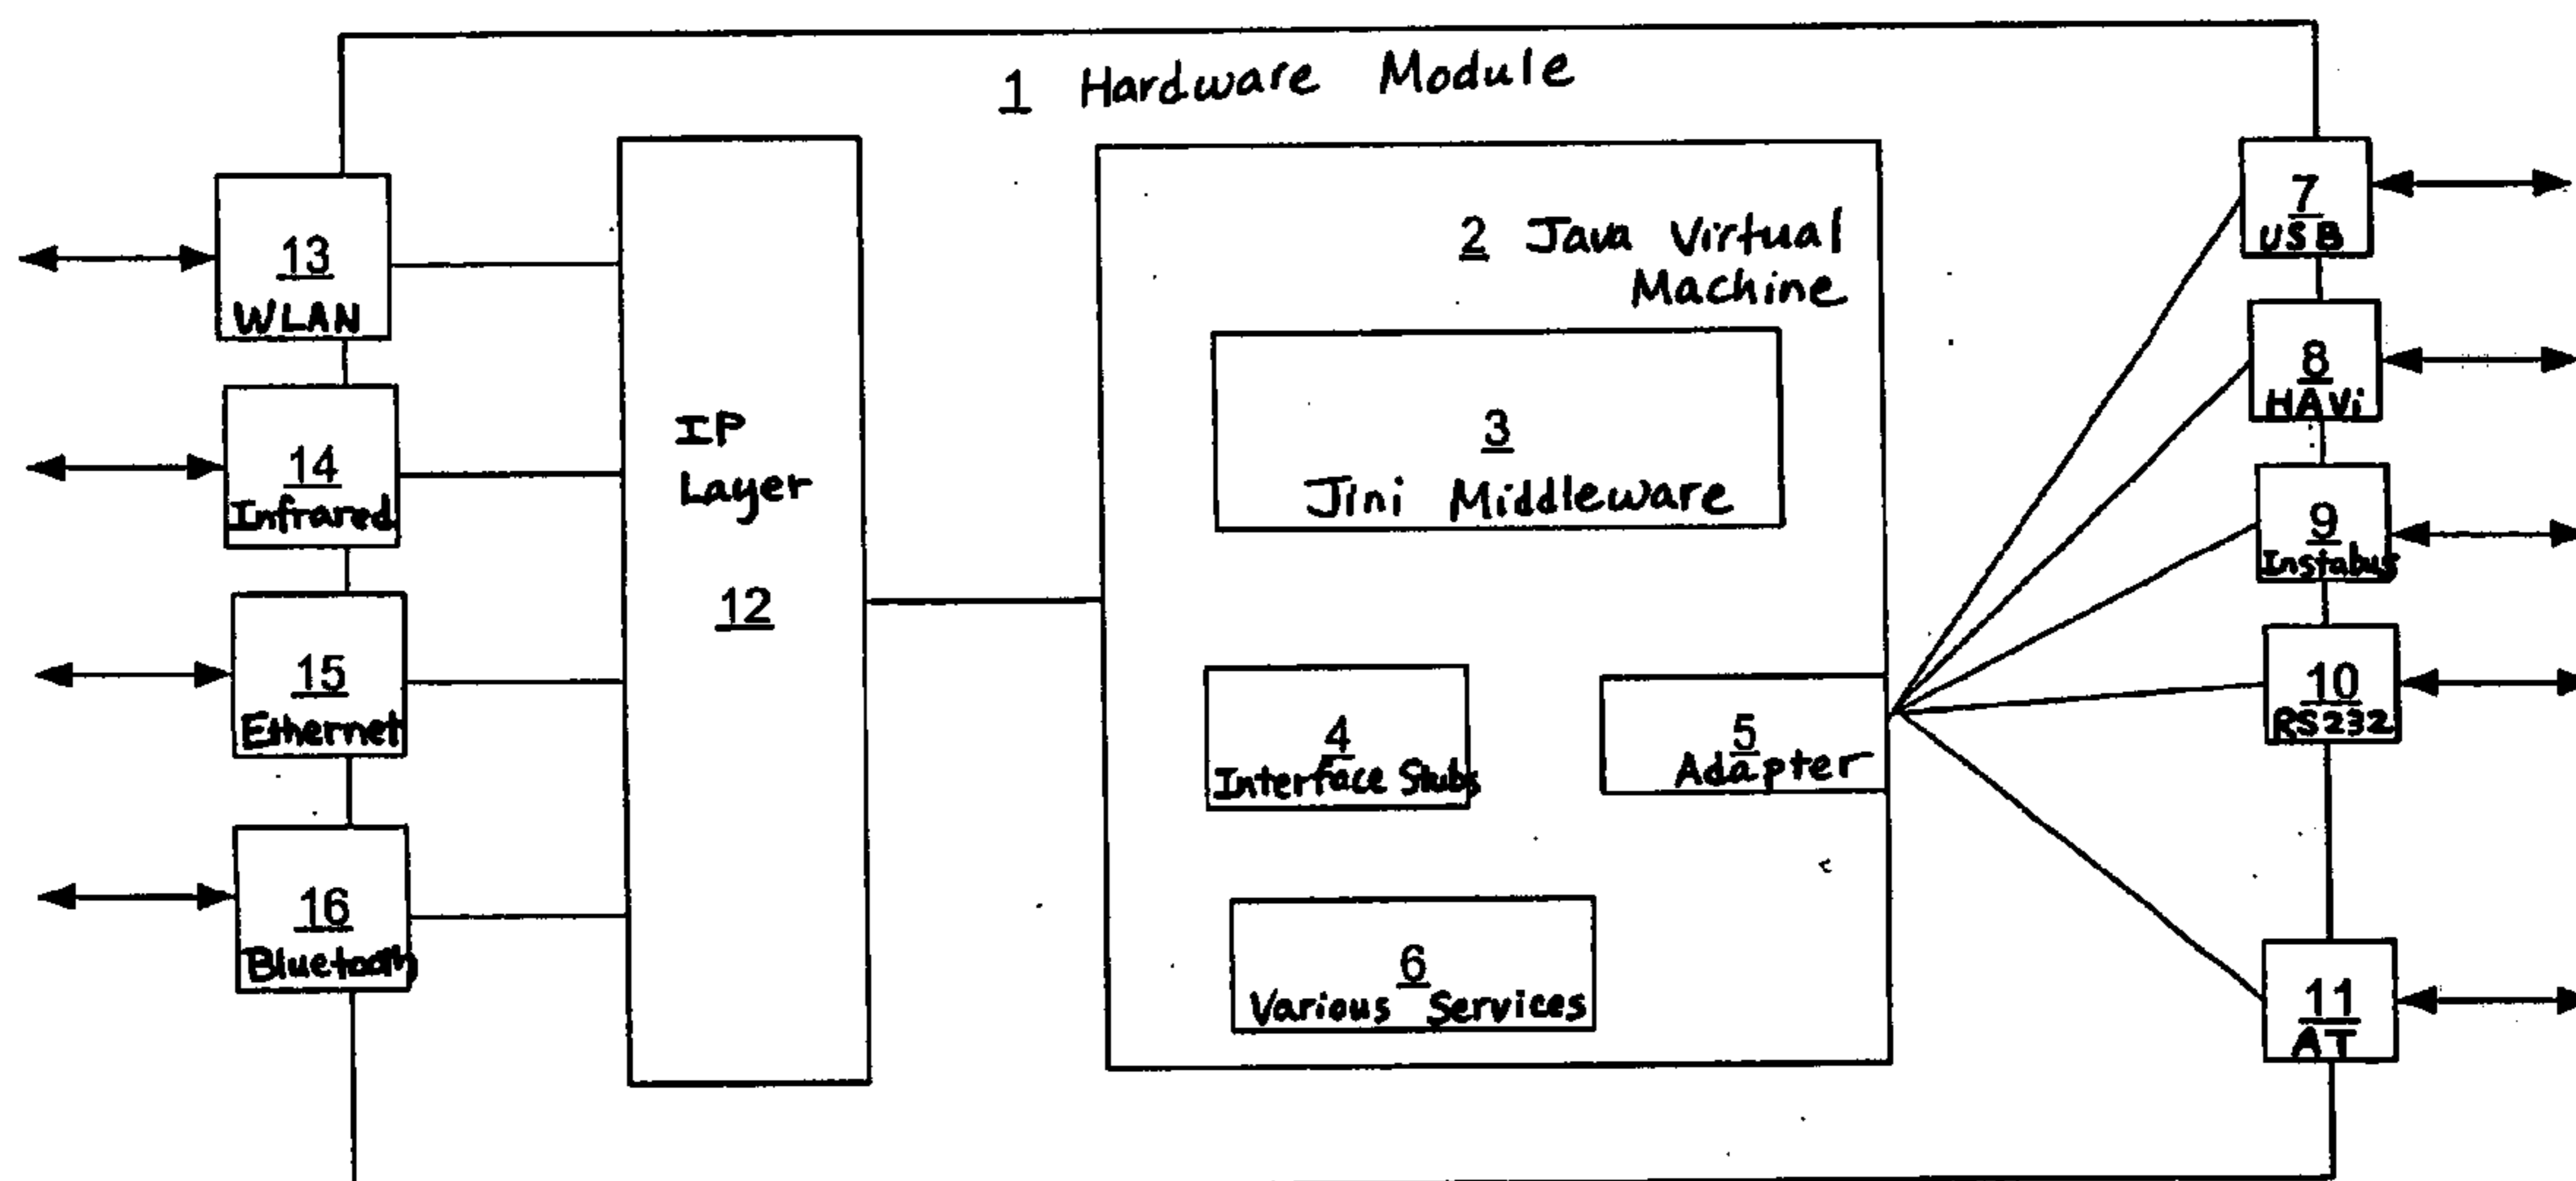 1 Hardware Module
13
WLAN
14
Infrared
15
Ethernet
16
Bluetooth
IP
Layer
12
2 Java Virtual
Machine
3
Jini Middleware
4
Interface Stubs
5
Adapter
6
Various Services
7
USB
8
HAVi
9
Instabus
10
RS232
11
AT